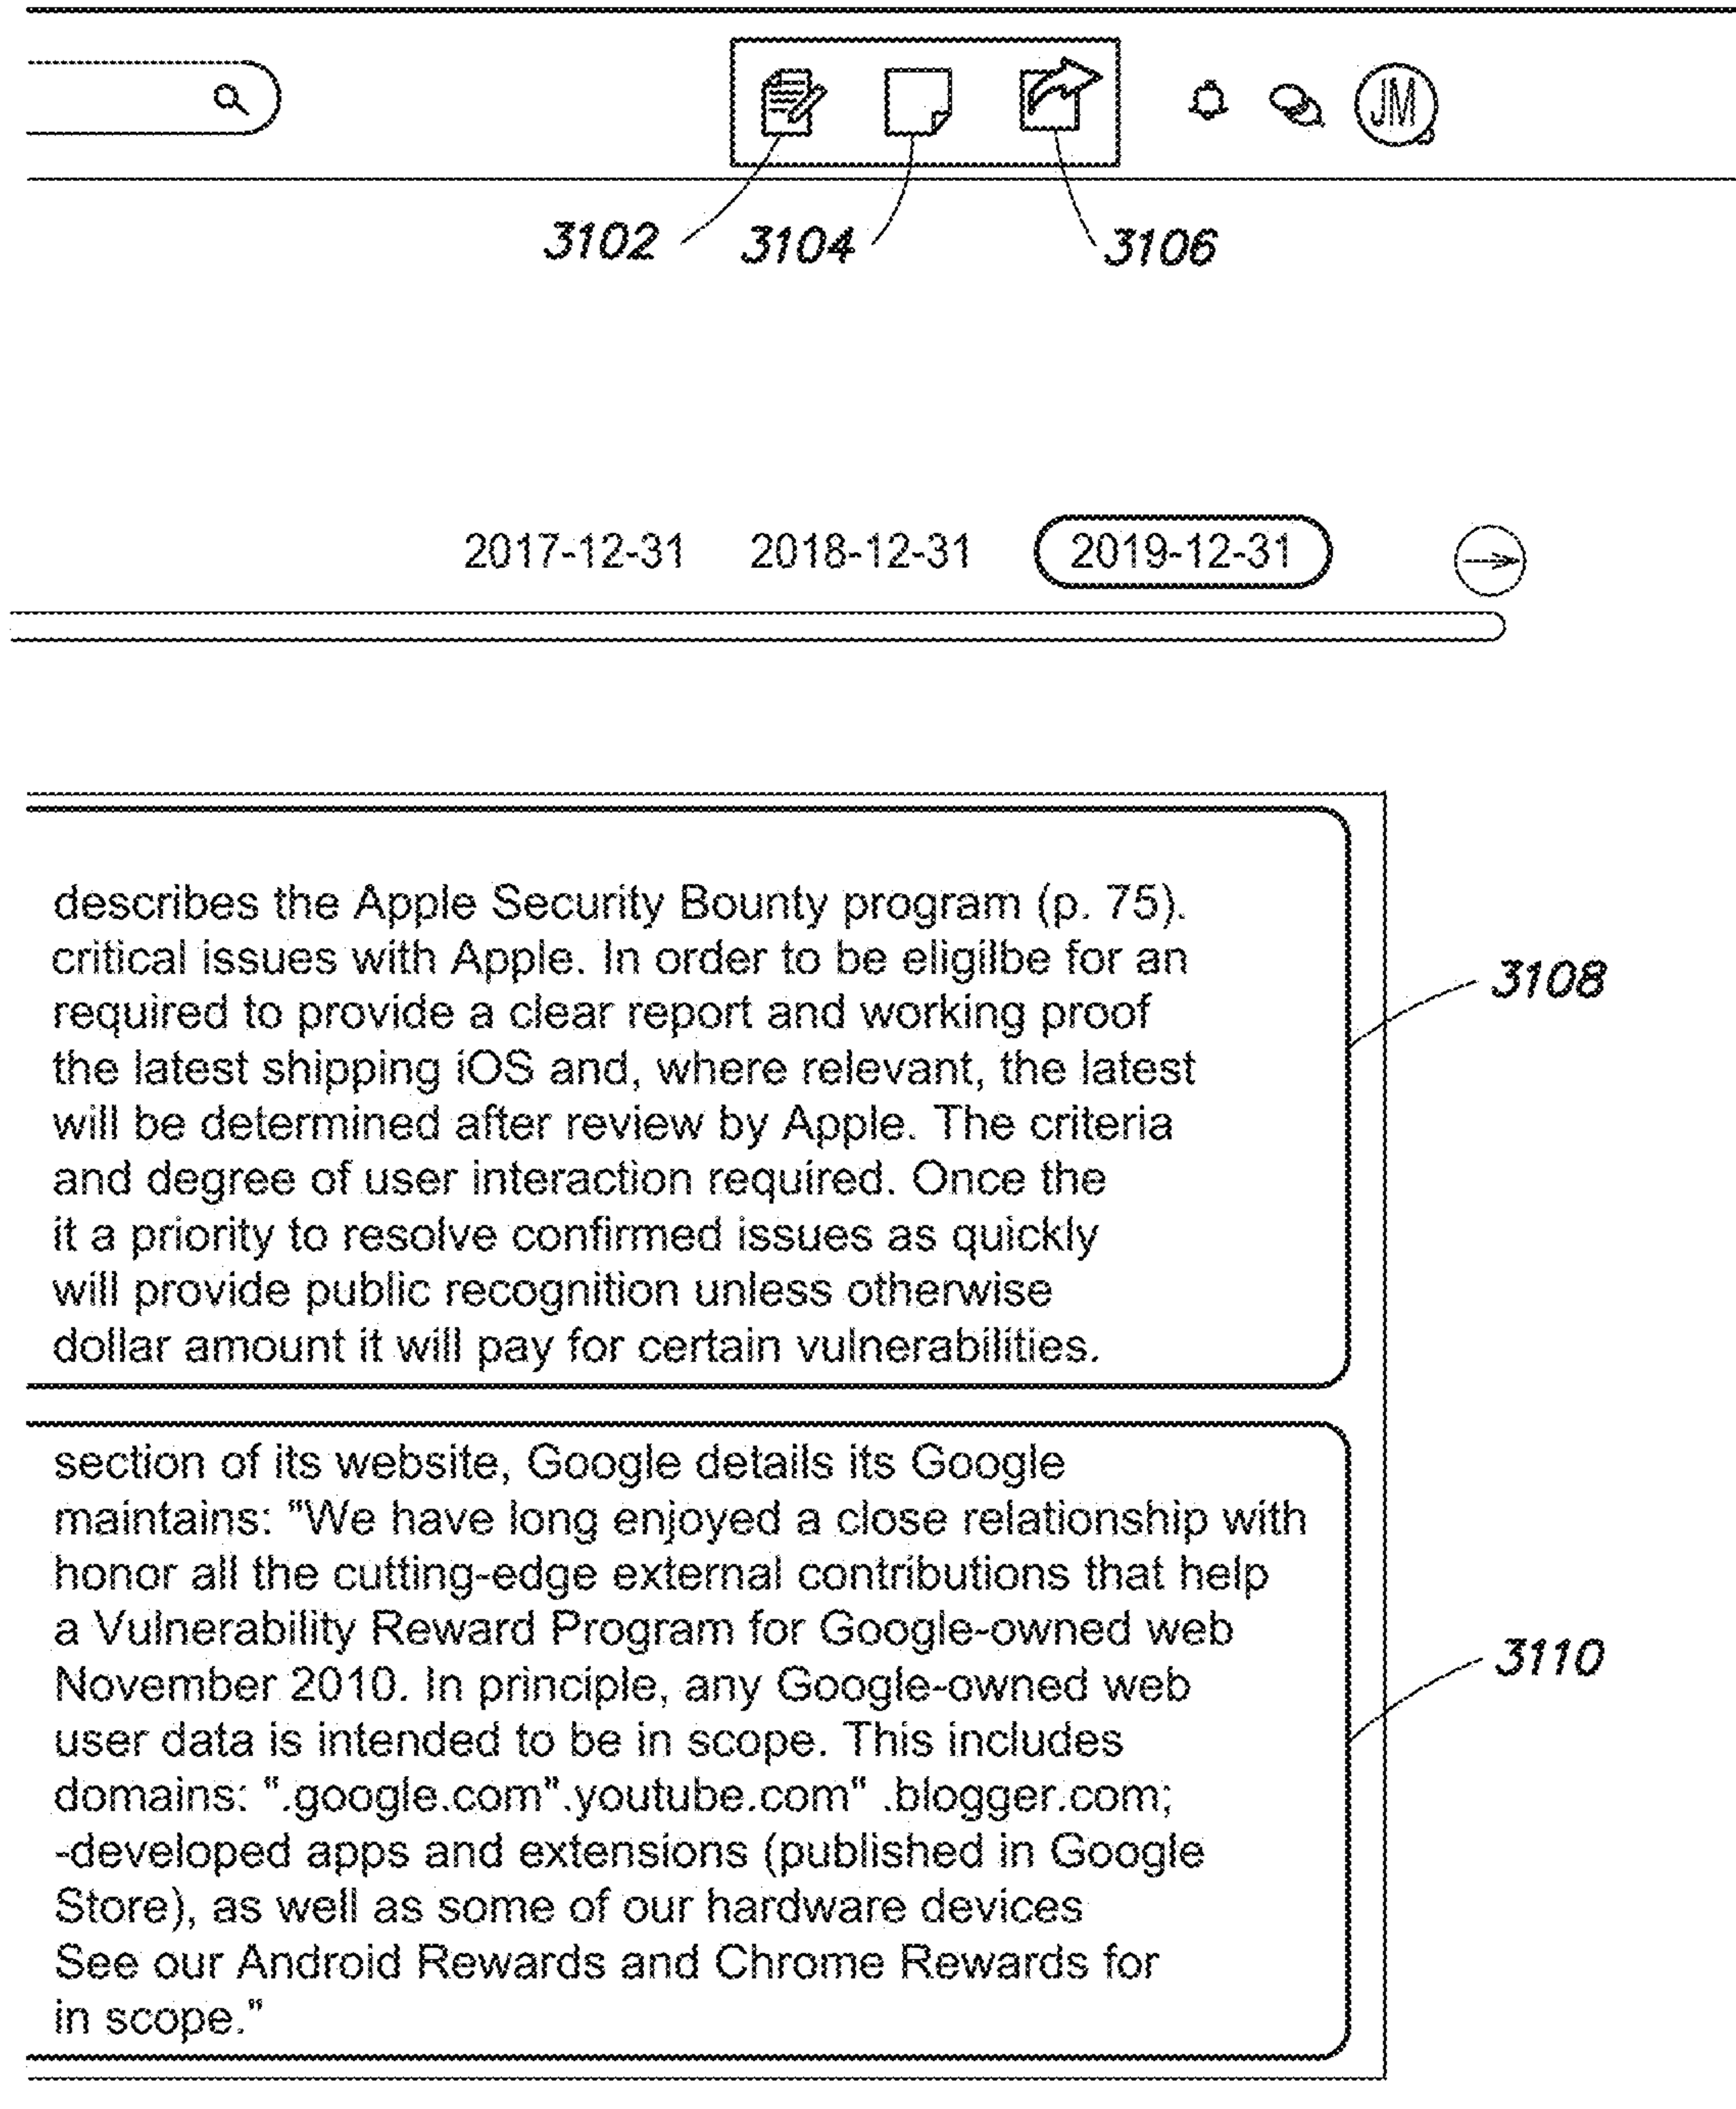 JM
3102 3104 3106
2017-12-31 2018-12-31 2019-12-31
describes the Apple Security Bounty program (p. 75).
critical issues with Apple. In order to be eligilbe for an
required to provide a clear report and working proof
the latest shipping iOS and, where relevant, the latest
will be determined after review by Apple. The criteria
and degree of user interaction required. Once the
it a priority to resolve confirmed issues as quickly
will provide public recognition unless otherwise
dollar amount it will pay for certain vulnerabilities.
3108
section of its website, Google details its Google
maintains: "We have long enjoyed a close relationship with
honor all the cutting-edge external contributions that help
a Vulnerability Reward Program for Google-owned web
November 2010. In principle, any Google-owned web
user data is intended to be in scope. This includes
domains: ".google.com".youtube.com" .blogger.com;
-developed apps and extensions (published in Google
Store), as well as some of our hardware devices
See our Android Rewards and Chrome Rewards for
in scope."
3110